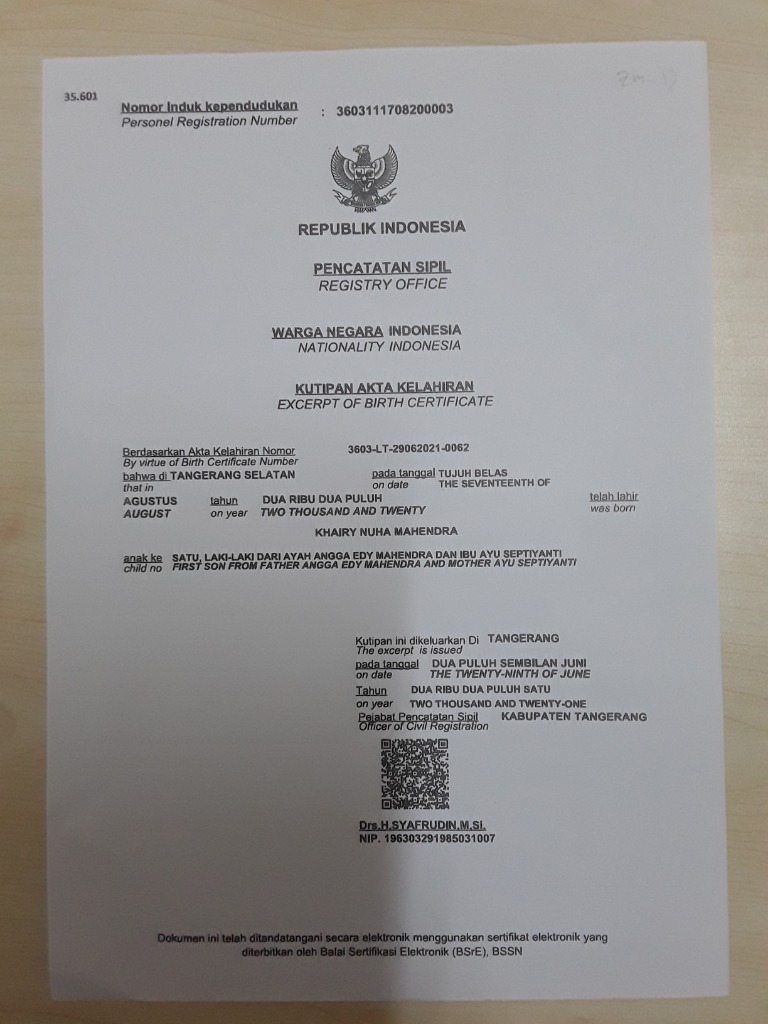 35.601
Nomor Induk kependudukan : 3603111708200003
Personel Registration Number
REPUBLIK INDONESIA
PENCATATAN SIPIL
REGISTRY OFFICE
WARGA NEGARA INDONESIA
NATIONALITY INDONESIA
KUTIPAN AKTA KELAHIRAN
EXCERPT OF BIRTH CERTIFICATE
Berdasarkan Akta Kelahiran Nomor 3603-LT-29062021-0062
By virtue of Birth Certificate Number
bahwa di TANGERANG SELATAN pada tanggal TUJUH BELAS
that in on date THE SEVENTEENTH OF
AGUSTUS tahun DUA RIBU DUA PULUH telah lahir
AUGUST on year TWO THOUSAND AND TWENTY was born
KHAIRY NUHA MAHENDRA
anak ke SATU, LAKI-LAKI DARI AYAH ANGGA EDY MAHENDRA DAN IBU AYU SEPTIYANTI
child no FIRST SON FROM FATHER ANGGA EDY MAHENDRA AND MOTHER AYU SEPTIYANTI
Kutipan ini dikeluarkan Di TANGERANG
The excerpt is issued
pada tanggal DUA PULUH SEMBILAN JUNI
on date THE TWENTY-NINTH OF JUNE
Tahun DUA RIBU DUA PULUH SATU
on year TWO THOUSAND AND TWENTY-ONE
Pejabat Pencatatan Sipil KABUPATEN TANGERANG
Officer of Civil Registration
Drs.H.SYAFRUDIN.M.Si.
NIP. 196303291985031007
Dokumen ini telah ditandatangani secara elektronik menggunakan sertifikat elektronik yang
diterbitkan oleh Balai Sertifikasi Elektronik (BSrE), BSSN